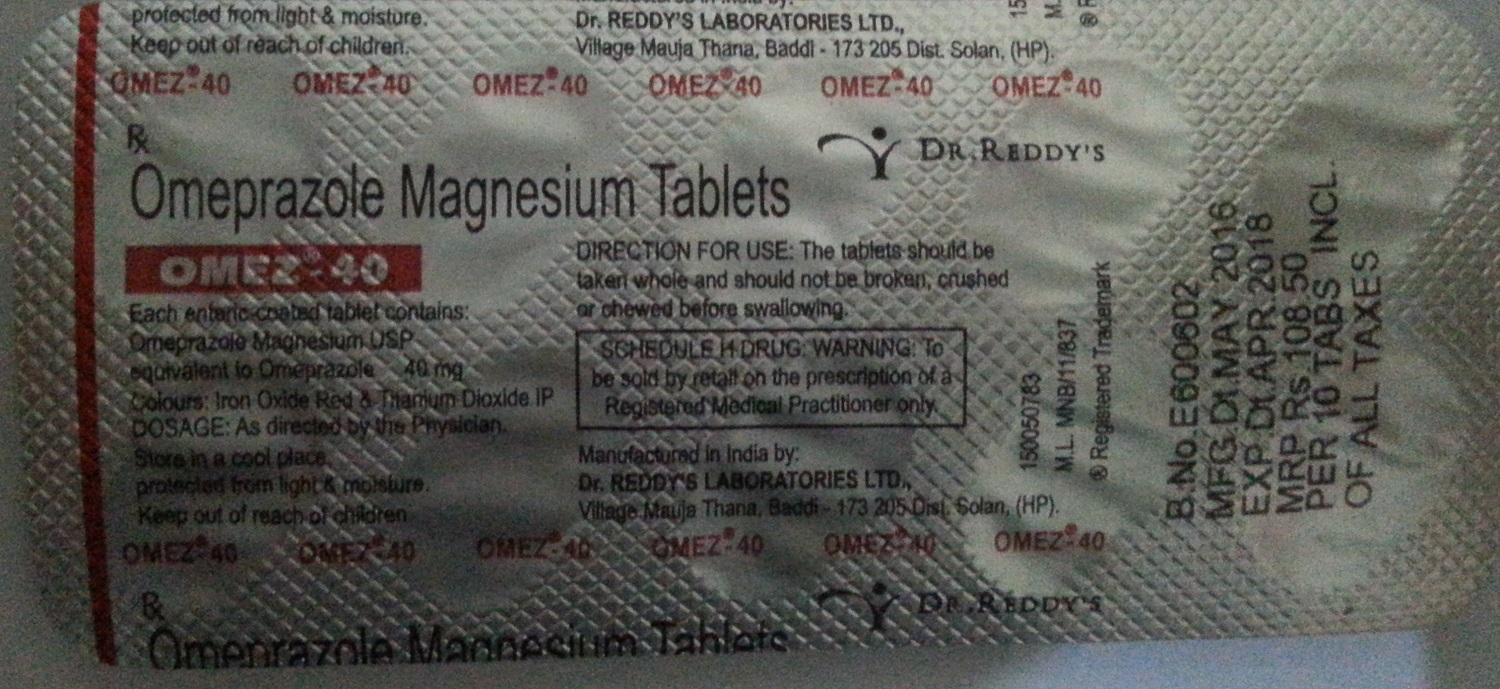 protected from light & moisture.
Keep out of reach of children.
Dr. REDDY'S LABORATORIES LTD.,
Village Mauja Thana, Baddi - 173 205 Dist. Solan, (HP).
OMEZ®-40 OMEZ®-40 OMEZ®-40 OMEZ®-40 OMEZ®-40 OMEZ®-40
Rx
DR.REDDY'S
Omeprazole Magnesium Tablets
OMEZ®-40
Each enteric-coated tablet contains:
Omeprazole Magnesium USP
equivalent to Omeprazole 40 mg
Colours: Iron Oxide Red & Titanium Dioxide IP
DOSAGE: As directed by the Physician.
Store in a cool place,
protected from light & moisture.
Keep out of reach of children
DIRECTION FOR USE: The tablets should be
taken whole and should not be broken, crushed
or chewed before swallowing.
SCHEDULE H DRUG: WARNING: To
be sold by retail on the prescription of a
Registered Medical Practitioner only.
Manufactured in India by:
Dr. REDDY'S LABORATORIES LTD.,
Village Mauja Thana, Baddi - 173 205 Dist. Solan, (HP).
150050783
M.L. MNB/11/837
® Registered Trademark
B.No.E600602
MFG.Dt.MAY 2016
EXP.Dt.APR.2018
MRP Rs.108.50
PER 10 TABS INCL.
OF ALL TAXES
OMEZ®-40 OMEZ®-40 OMEZ®-40 OMEZ®-40 OMEZ®-40 OMEZ®-40
Rx
DR.REDDY'S
Omeprazole Magnesium Tablets